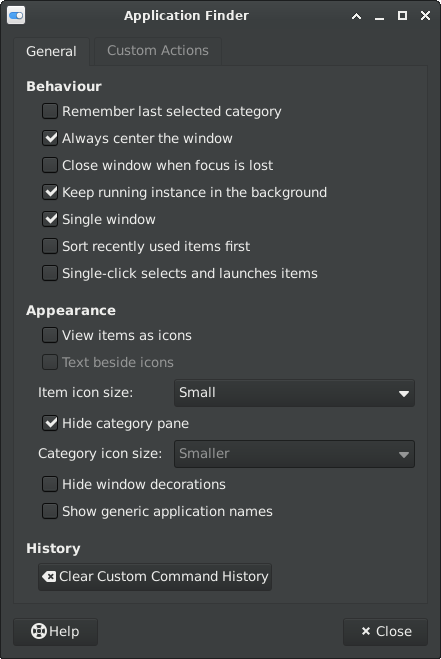 Application Finder
General
Custom Actions
Behaviour
Remember last selected category
Always center the window
Close window when focus is lost
Keep running instance in the background
Single window
Sort recently used items first
Single-click selects and launches items
Appearance
View items as icons
Text beside icons
Item icon size: Small
Hide category pane
Category icon size: Smaller
Hide window decorations
Show generic application names
History
Clear Custom Command History
Help
Close